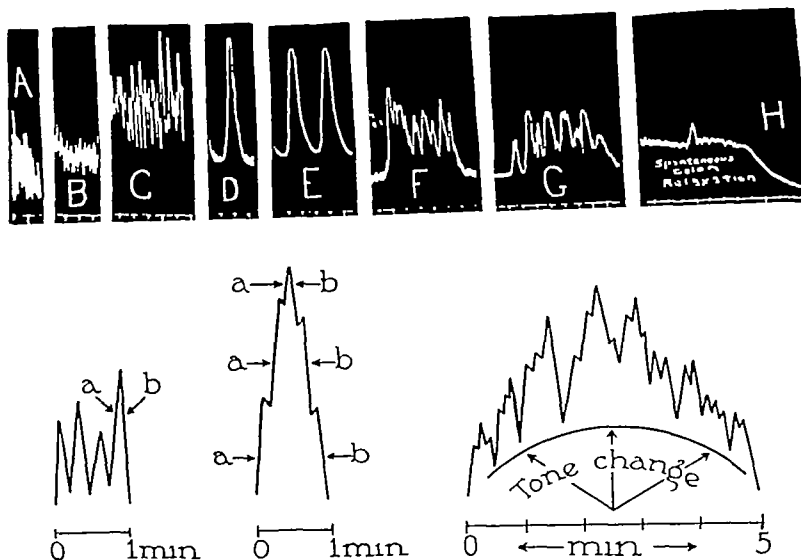 A
B
C
D
E
F
G
H
Spontaneous
Colon
Relaxation
a b
a b
a b
a b
Tone change
0 1min
0 1min
0 min 5